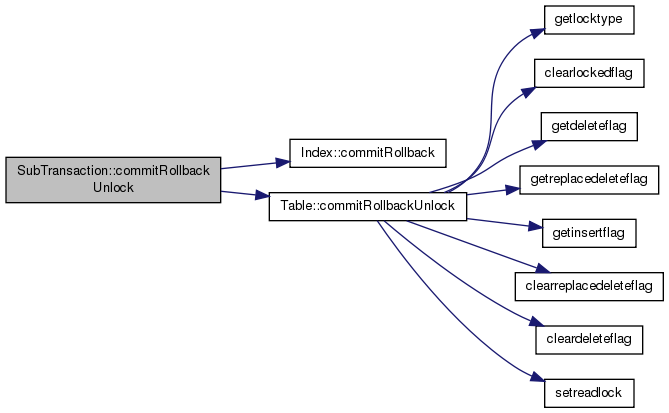 getlocktype
clearlockedflag
getdeleteflag
SubTransaction::commitRollback
Unlock
Index::commitRollback
getreplacedeleteflag
Table::commitRollbackUnlock
getinsertflag
clearreplacedeleteflag
cleardeleteflag
setreadlock